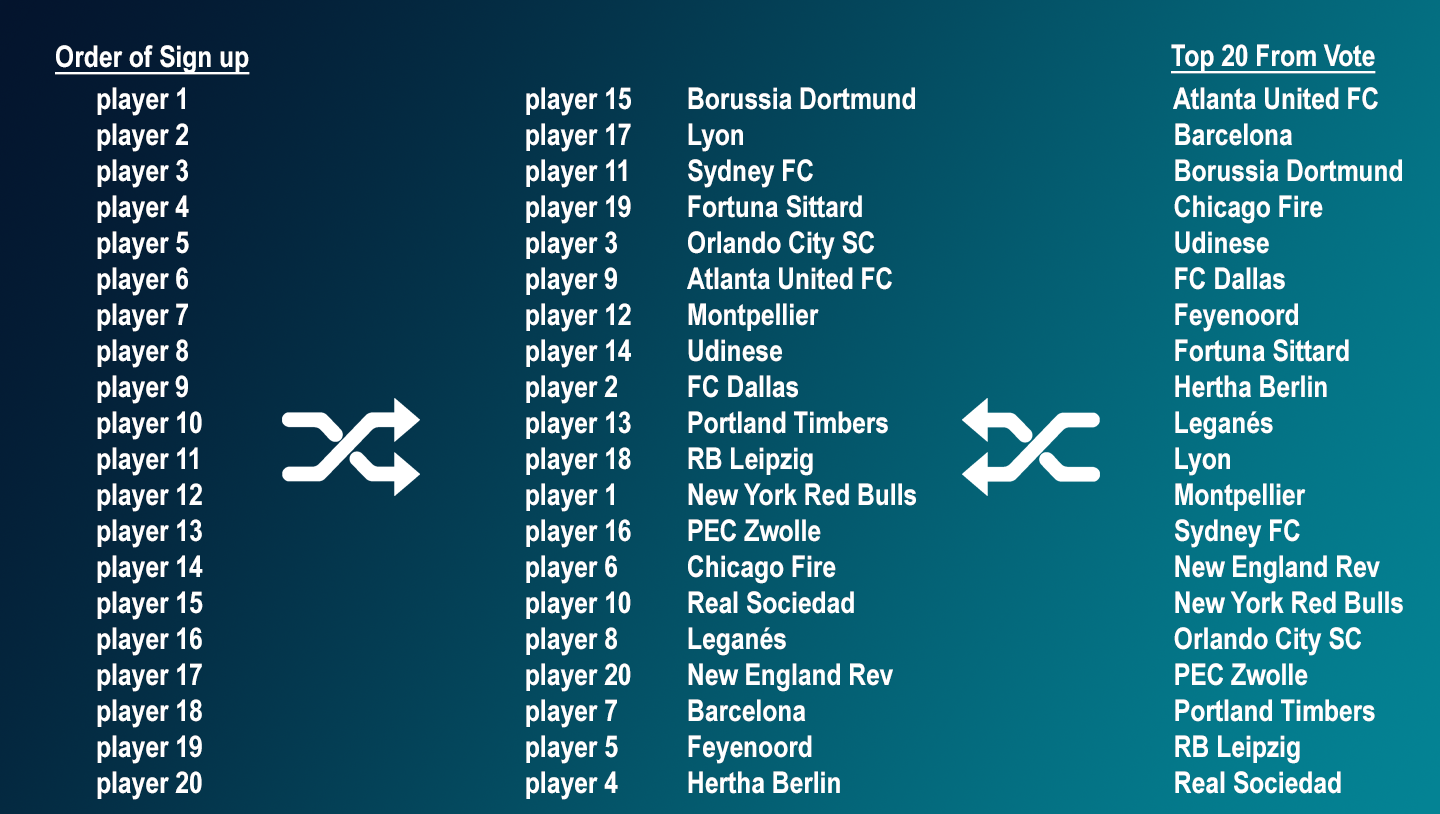 Order of Sign up
player 1
player 2
player 3
player 4
player 5
player 6
player 7
player 8
player 9
player 10
player 11
player 12
player 13
player 14
player 15
player 16
player 17
player 18
player 19
player 20
player 15 Borussia Dortmund
player 17 Lyon
player 11 Sydney FC
player 19 Fortuna Sittard
player 3 Orlando City SC
player 9 Atlanta United FC
player 12 Montpellier
player 14 Udinese
player 2 FC Dallas
player 13 Portland Timbers
player 18 RB Leipzig
player 1 New York Red Bulls
player 16 PEC Zwolle
player 6 Chicago Fire
player 10 Real Sociedad
player 8 Leganés
player 20 New England Rev
player 7 Barcelona
player 5 Feyenoord
player 4 Hertha Berlin
Top 20 From Vote
Atlanta United FC
Barcelona
Borussia Dortmund
Chicago Fire
Udinese
FC Dallas
Feyenoord
Fortuna Sittard
Hertha Berlin
Leganés
Lyon
Montpellier
Sydney FC
New England Rev
New York Red Bulls
Orlando City SC
PEC Zwolle
Portland Timbers
RB Leipzig
Real Sociedad